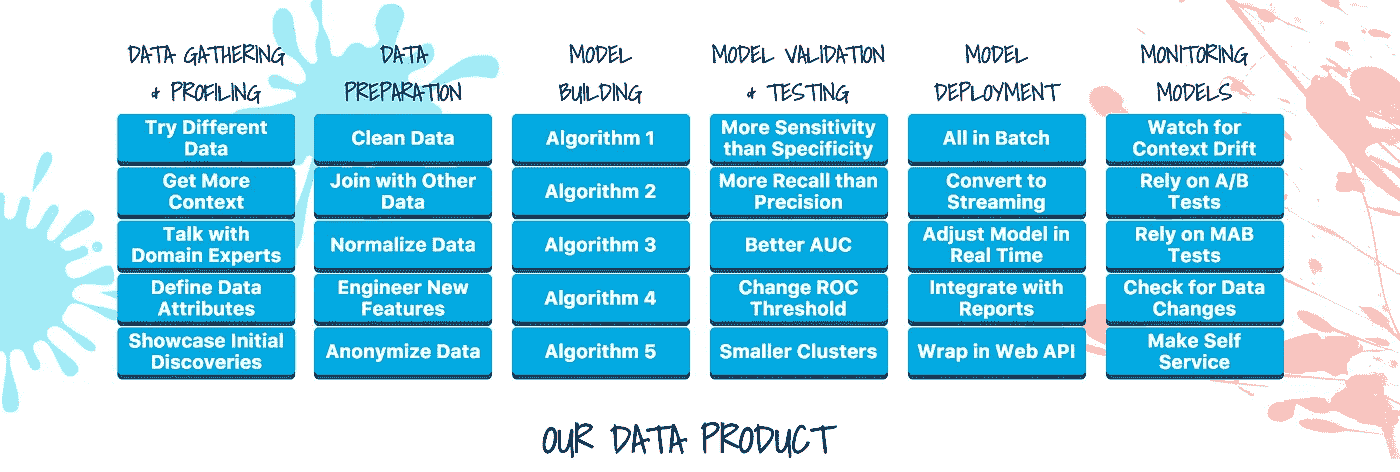 DATA GATHERING
& PROFILING
DATA
PREPARATION
MODEL
BUILDING
MODEL VALIDATION
& TESTING
MODEL
DEPLOYMENT
MONITORING
MODELS
Try Different
Data
Get More
Context
Talk with
Domain Experts
Define Data
Attributes
Showcase Initial
Discoveries
Clean Data
Join with Other
Data
Normalize Data
Engineer New
Features
Anonymize Data
Algorithm 1
Algorithm 2
Algorithm 3
Algorithm 4
Algorithm 5
More Sensitivity
than Specificity
More Recall than
Precision
Better AUC
Change ROC
Threshold
Smaller Clusters
All in Batch
Convert to
Streaming
Adjust Model in
Real Time
Integrate with
Reports
Wrap in Web API
Watch for
Context Drift
Rely on A/B
Tests
Rely on MAB
Tests
Check for Data
Changes
Make Self
Service
OUR DATA PRODUCT